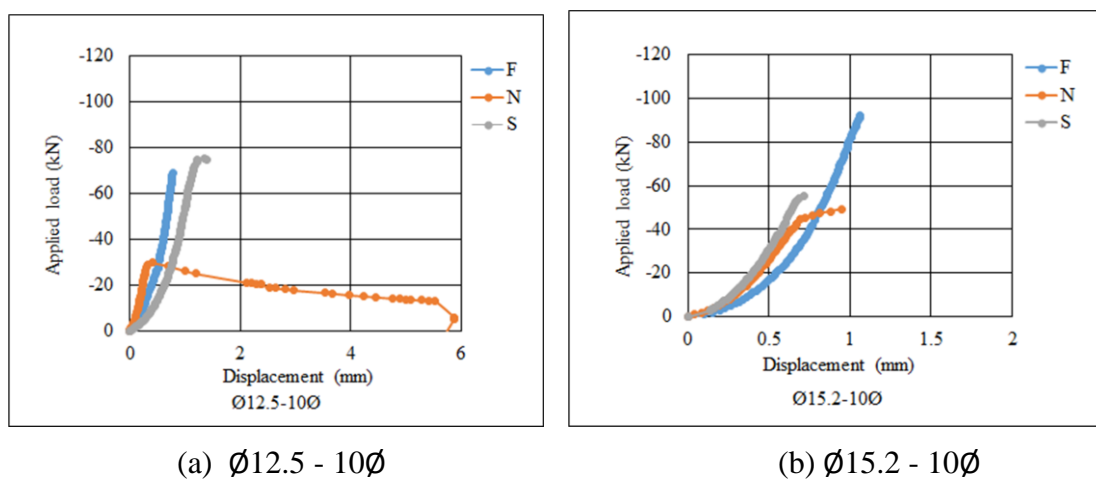 -120
-100
-80
-60
-40
-20
0
Applied load (kN)
0 2 4 6
Displacement (mm)
Ø12.5-10Ø
F
N
S
-120
-100
-80
-60
-40
-20
0
Applied load (kN)
0 0.5 1 1.5 2
Displacement (mm)
Ø15.2-10Ø
F
N
S
(a) Ø12.5 - 10Ø
(b) Ø15.2 - 10Ø